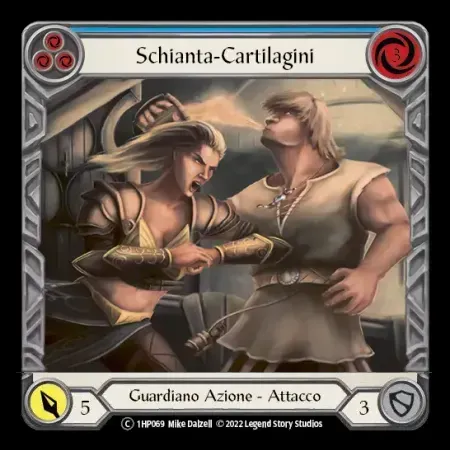 Schianta-Cartilagini
3
Guardiano Azione - Attacco
5
3
© 1HP069 Mike Dalzell © 2022 Legend Story Studios